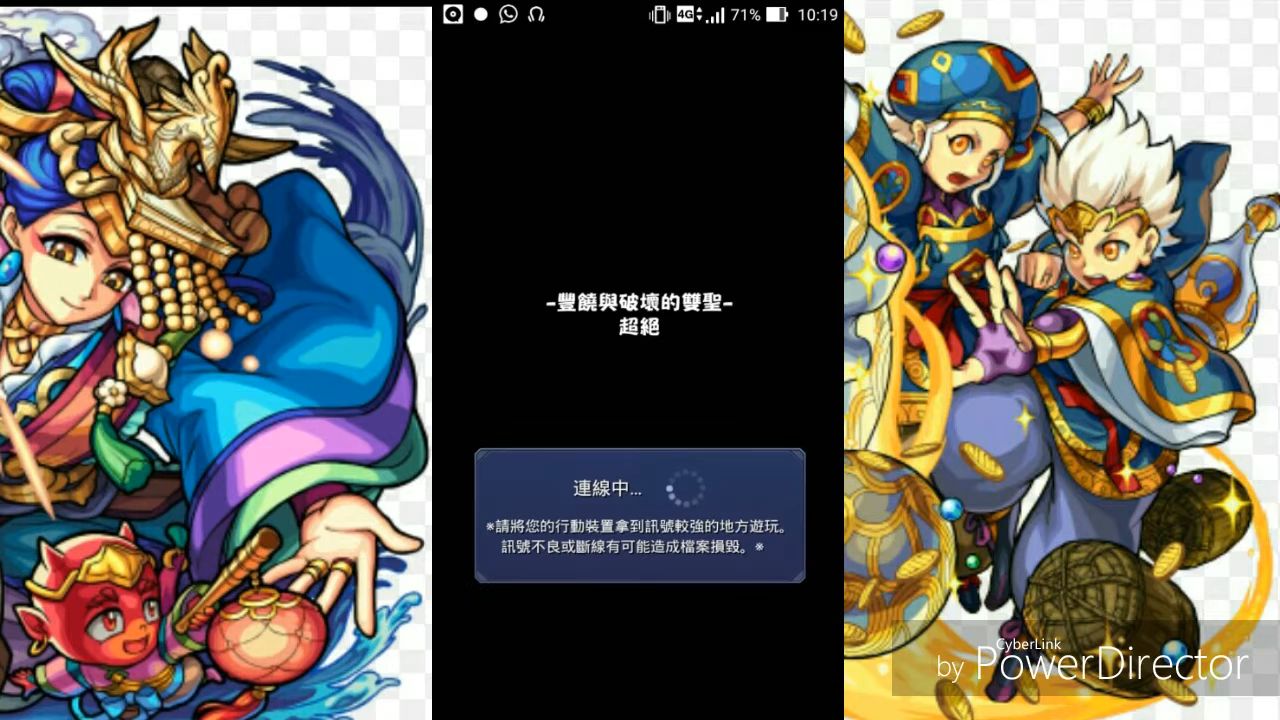 4G 71% 10:19
-豐饒與破壞的雙聖-
超絕
連線中...
※請將您的行動裝置拿到訊號較強的地方遊玩。
訊號不良或斷線有可能造成檔案損毀。※
CyberLink
by PowerDirector